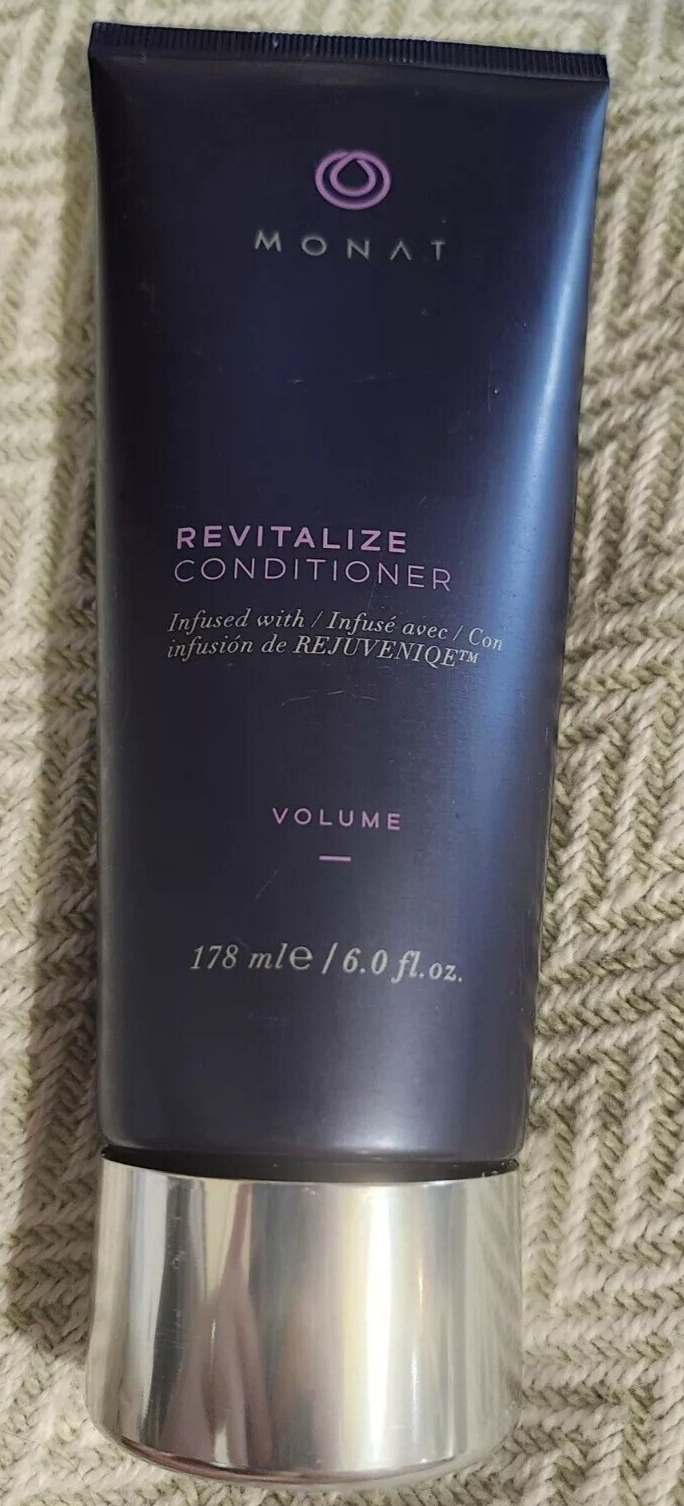 MONAT
REVITALIZE
CONDITIONER
Infused with / Infusé avec / Con
infusión de REJUVENIQE™
VOLUME
178 ml℮ / 6.0 fl.oz.